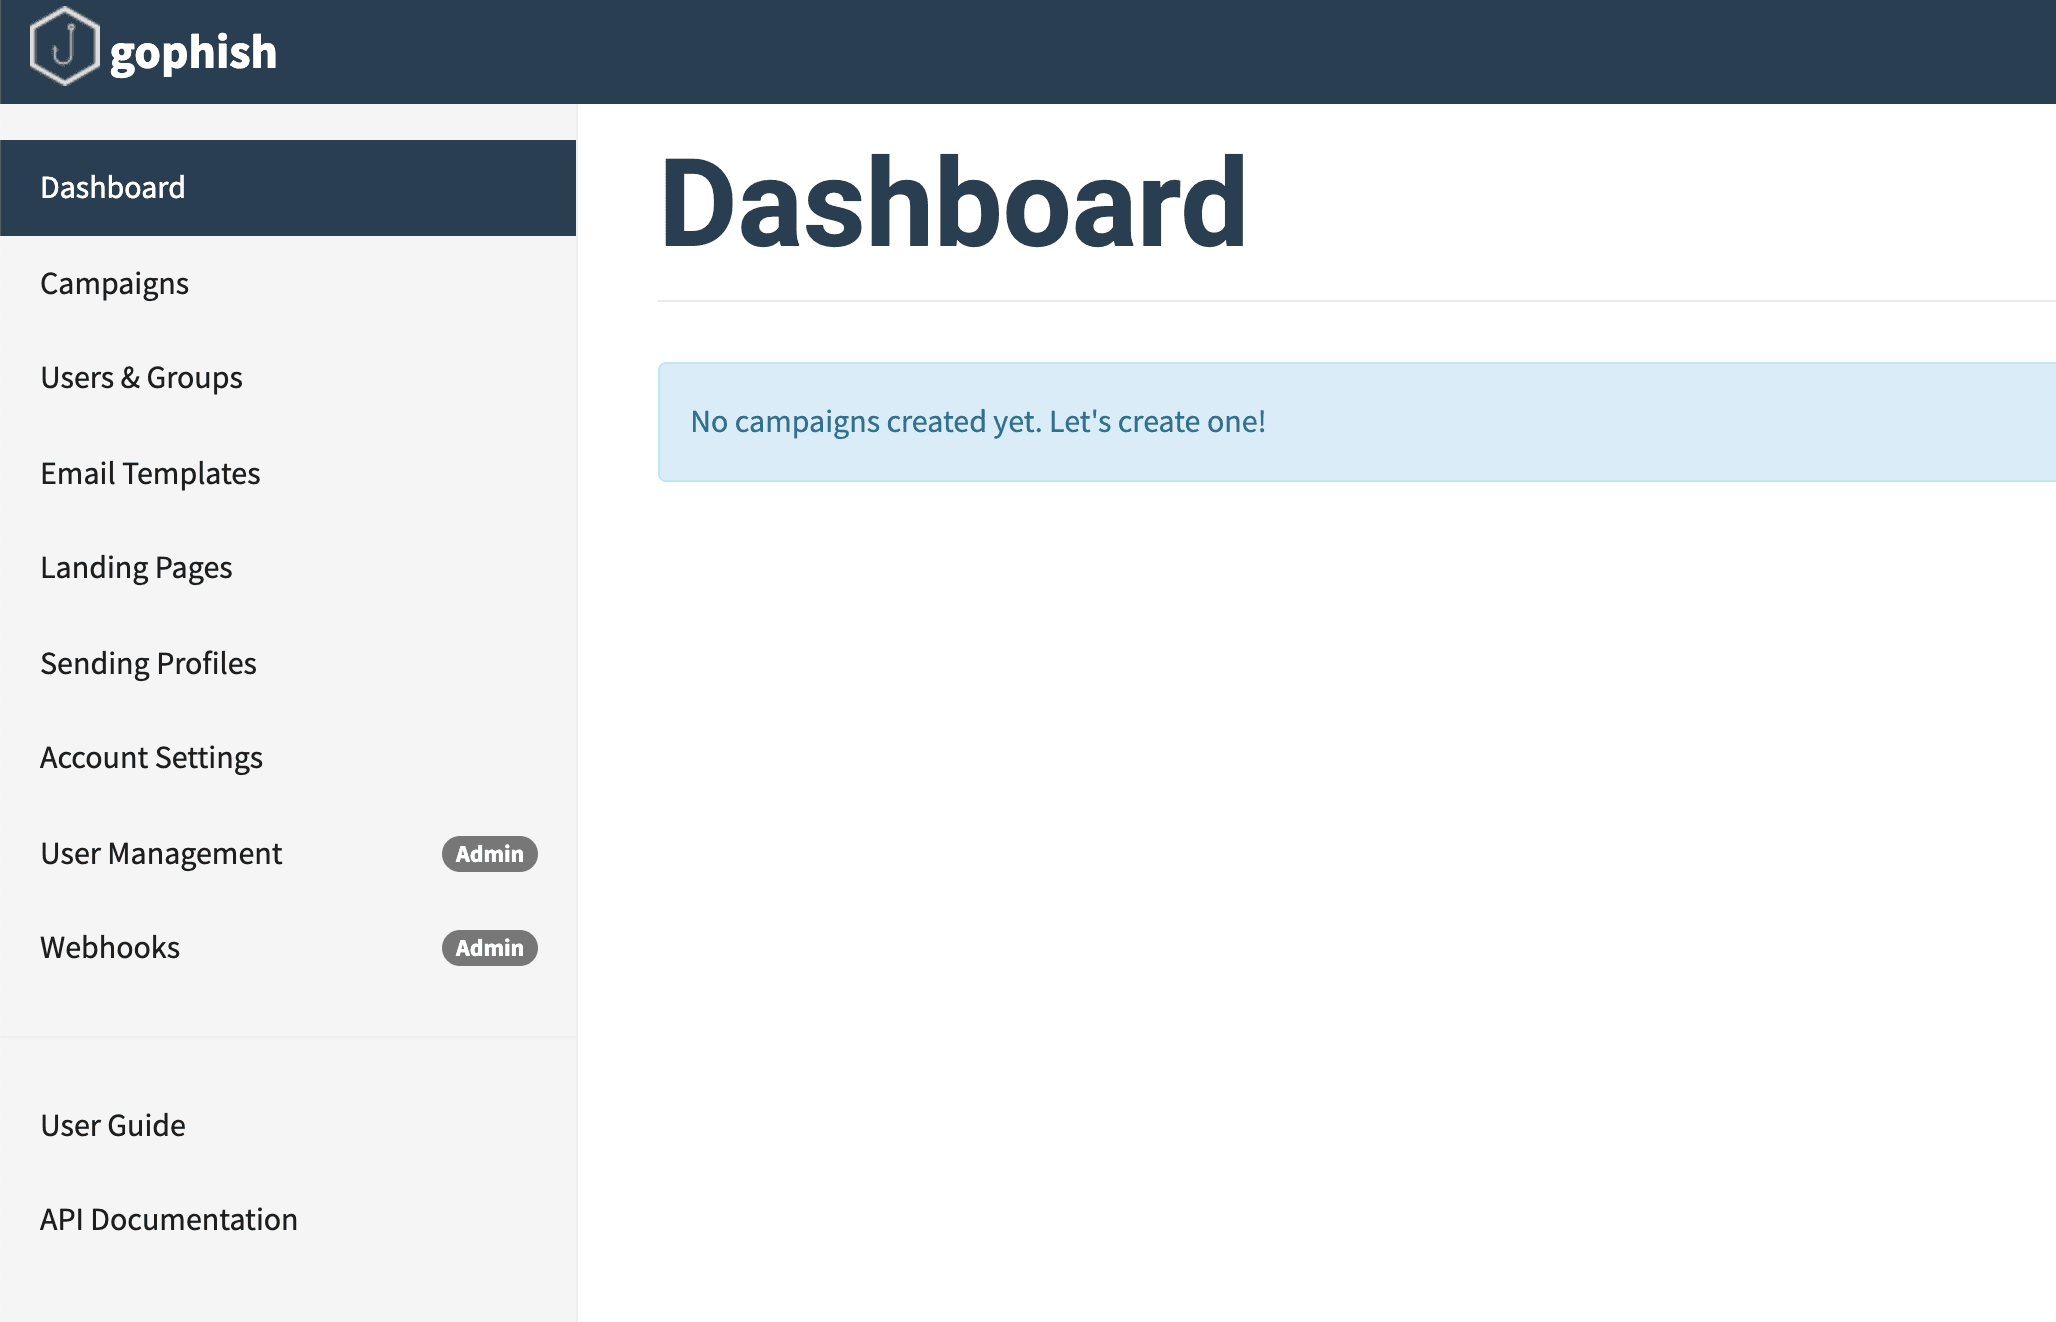 gophish
Dashboard
Campaigns
Users & Groups
Email Templates
Landing Pages
Sending Profiles
Account Settings
User Management Admin
Webhooks Admin
User Guide
API Documentation
Dashboard
No campaigns created yet. Let's create one!